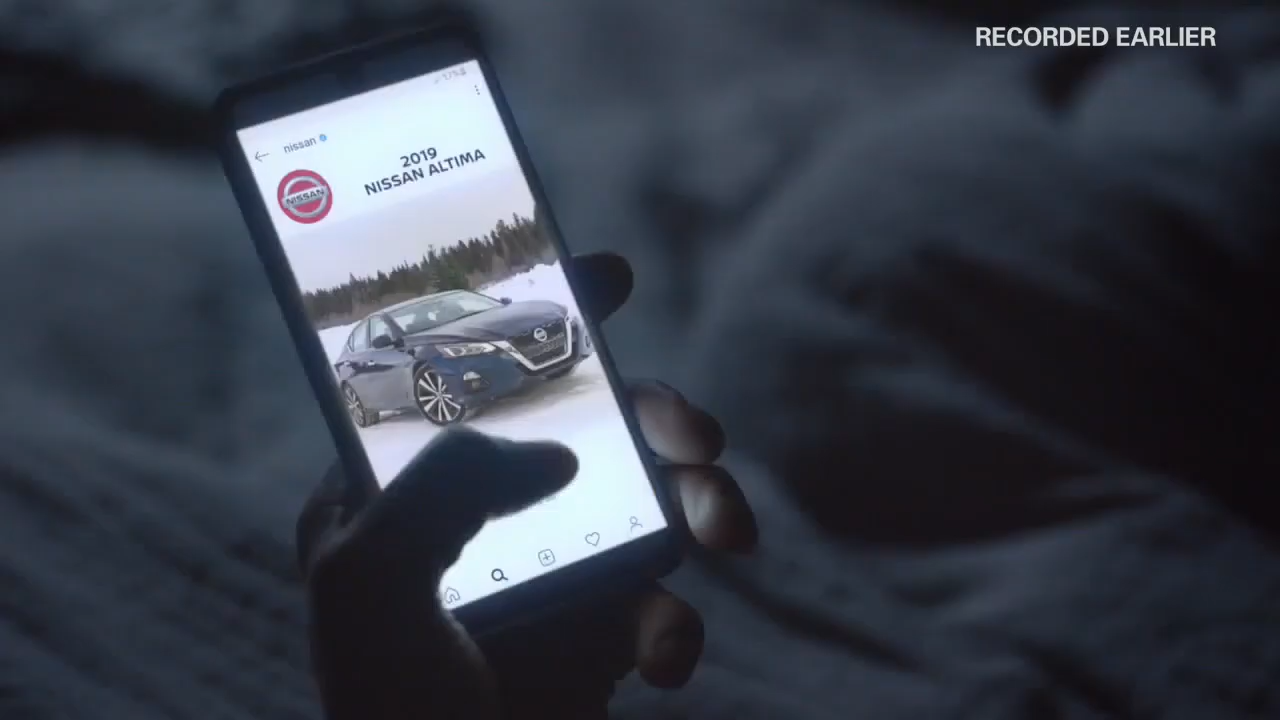 RECORDED EARLIER
nissan
2019
NISSAN ALTIMA
NISSAN